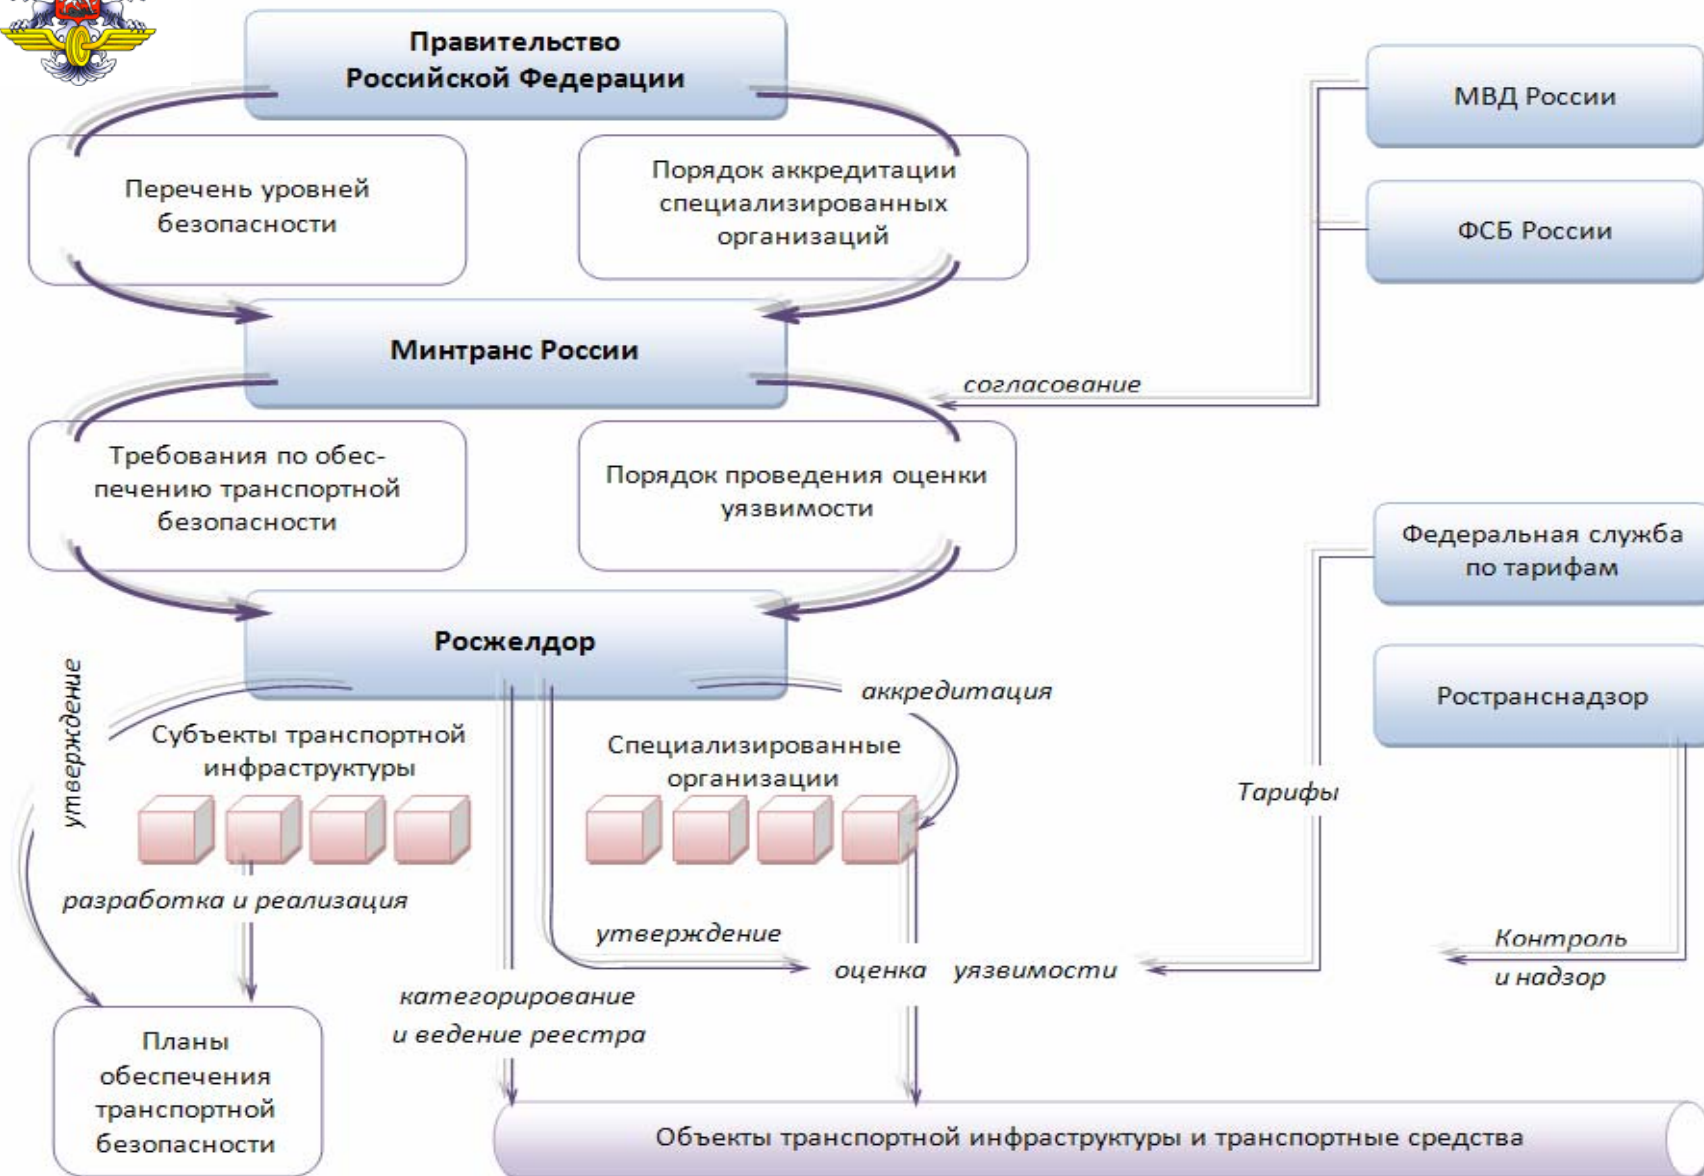 Правительство
Российской Федерации
МВД России
Перечень уровней
безопасности
Порядок аккредитации
специализированных
организаций
ФСБ России
Минтранс России
согласование
Требования по обес-
печению транспортной
безопасности
Порядок проведения оценки
уязвимости
Федеральная служба
по тарифам
Росжелдор
утверждение
аккредитация
Ространснадзор
Субъекты транспортной
инфраструктуры
Специализированные
организации
Тарифы
разработка и реализация
утверждение
оценка уязвимости
Контроль
и надзор
категорирование
и ведение реестра
Планы
обеспечения
транспортной
безопасности
Объекты транспортной инфраструктуры и транспортные средства